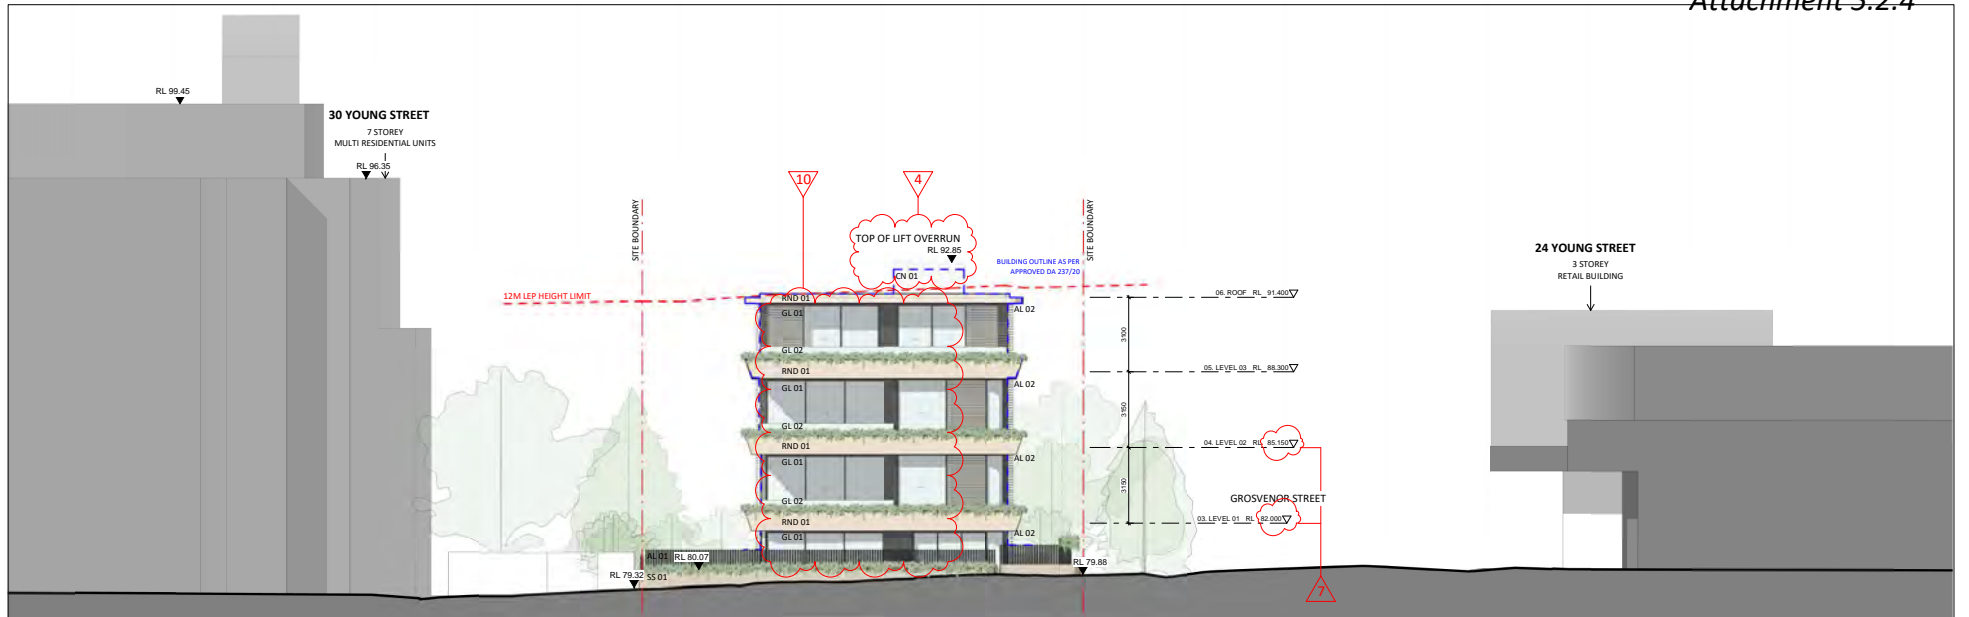 Attachment 5.2.4
RL 99.45
30 YOUNG STREET
7 STOREY
MULTI RESIDENTIAL UNITS
RL 96.35
10
4
SITE BOUNDARY
TOP OF LIFT OVERRUN
RL 92.85
CN 01
BUILDING OUTLINE AS PER
APPROVED DA 237/20
SITE BOUNDARY
24 YOUNG STREET
3 STOREY
RETAIL BUILDING
12M LEP HEIGHT LIMIT
RND 01
06. ROOF RL 91.400
GL 01
AL 02
3100
GL 02
RND 01
05. LEVEL 03 RL 88.300
GL 01
AL 02
3150
GL 02
RND 01
04. LEVEL 02 RL 85.150
GL 01
AL 02
3150
GL 02
GROSVENOR STREET
RND 01
03. LEVEL 01 RL 82.000
GL 01
AL 02
AL 01
RL 80.07
RL 79.32
SS 01
RL 79.88
7